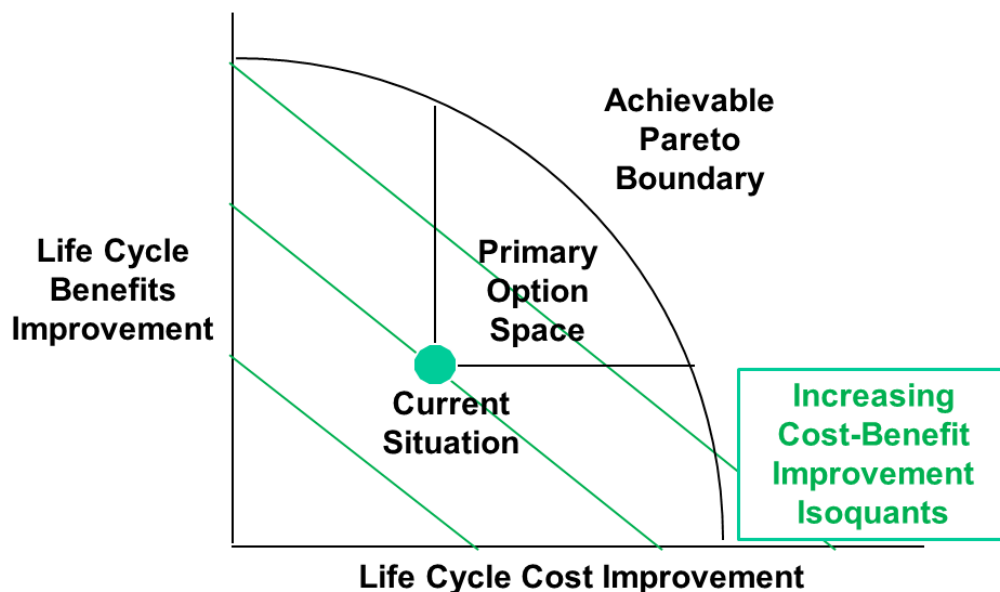 Achievable
Pareto
Boundary
Life Cycle
Benefits
Improvement
Primary
Option
Space
Current
Situation
Increasing
Cost-Benefit
Improvement
Isoquants
Life Cycle Cost Improvement